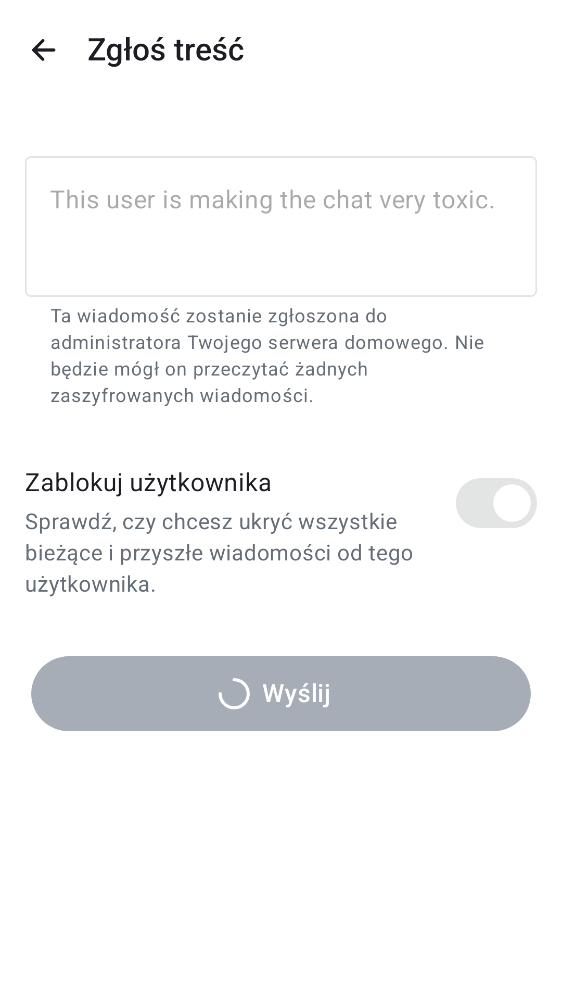 Zgłoś treść
This user is making the chat very toxic.
Ta wiadomość zostanie zgłoszona do
administratora Twojego serwera domowego. Nie
będzie mógł on przeczytać żadnych
zaszyfrowanych wiadomości.
Zablokuj użytkownika
Sprawdź, czy chcesz ukryć wszystkie
bieżące i przyszłe wiadomości od tego
użytkownika.
Wyślij